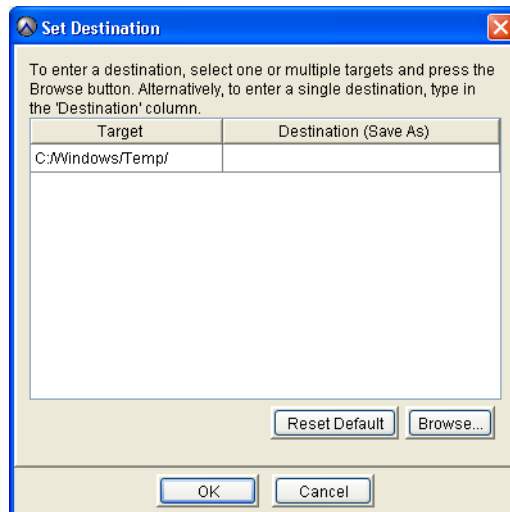 Set Destination
To enter a destination, select one or multiple targets and press the
Browse button. Alternatively, to enter a single destination, type in
the 'Destination' column.
Target Destination (Save As)
C:/Windows/Temp/
Reset Default Browse...
OK Cancel